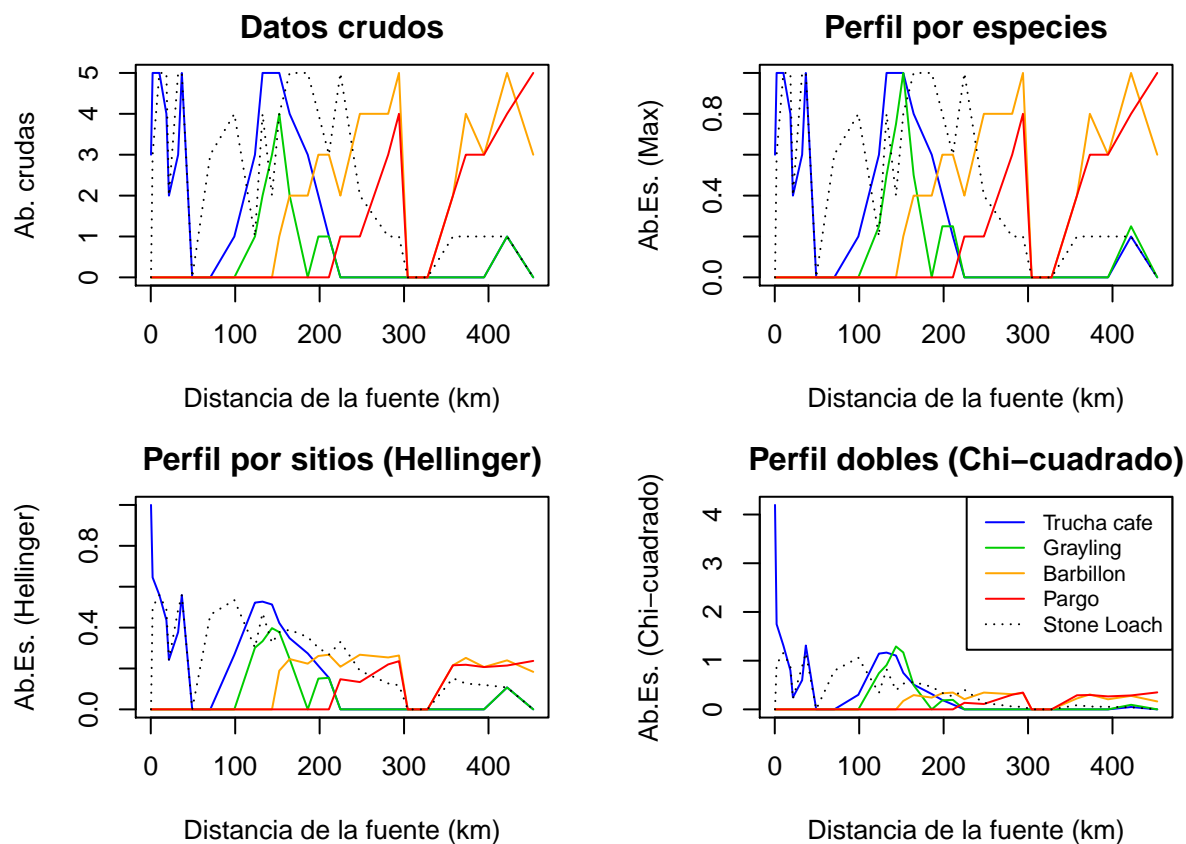 Datos crudos
Ab. crudas
5
4
3
2
1
0
0 100 200 300 400
Distancia de la fuente (km)
Perfil por especies
Ab.Es. (Max)
0.8
0.4
0.0
0 100 200 300 400
Distancia de la fuente (km)
Perfil por sitios (Hellinger)
Ab.Es. (Hellinger)
0.8
0.4
0.0
0 100 200 300 400
Distancia de la fuente (km)
Perfil dobles (Chi−cuadrado)
Ab.Es. (Chi−cuadrado)
4
3
2
1
0
Trucha cafe
Grayling
Barbillon
Pargo
Stone Loach
0 100 200 300 400
Distancia de la fuente (km)